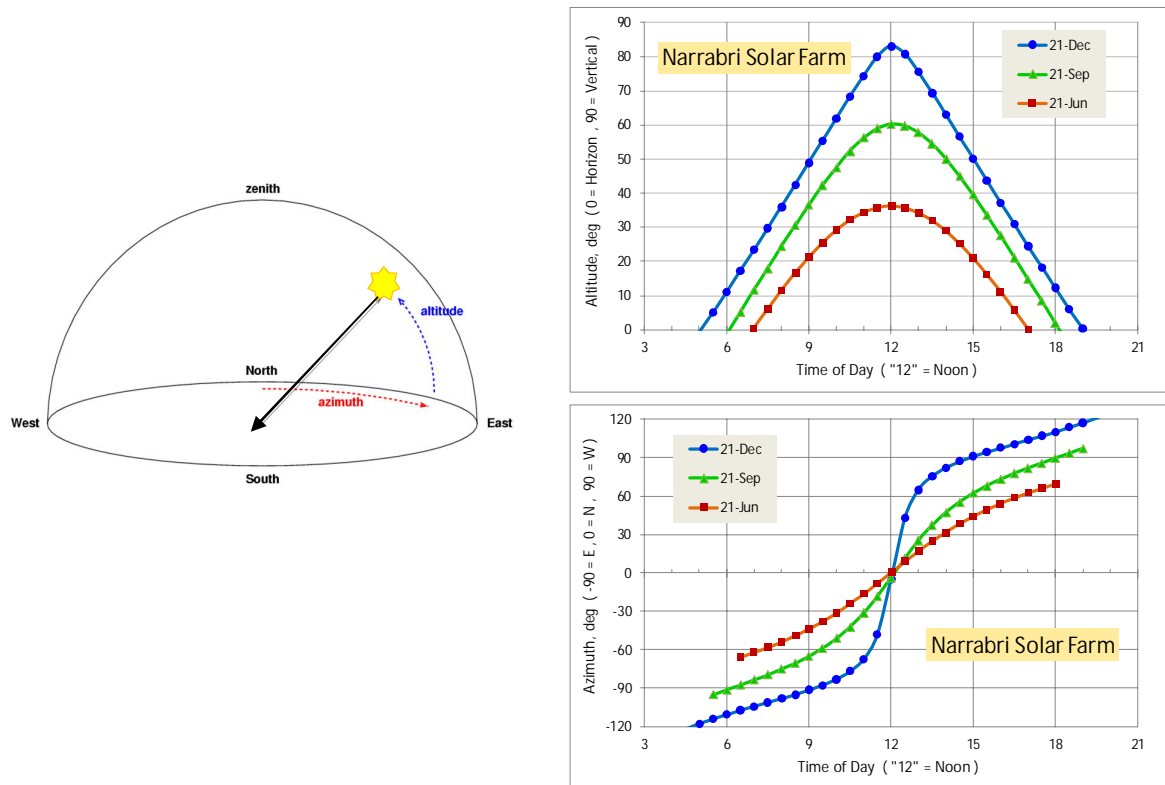 zenith
altitude
North
azimuth
West
East
South
Narrabri Solar Farm
21-Dec
21-Sep
21-Jun
Altitude, deg ( 0 = Horizon , 90 = Vertical )
90
80
70
60
50
40
30
20
10
0
3 6 9 12 15 18 21
Time of Day ( "12" = Noon )
21-Dec
21-Sep
21-Jun
Narrabri Solar Farm
Azimuth, deg ( -90 = E , 0 = N , 90 = W )
120
90
60
30
0
-30
-60
-90
-120
3 6 9 12 15 18 21
Time of Day ( "12" = Noon )